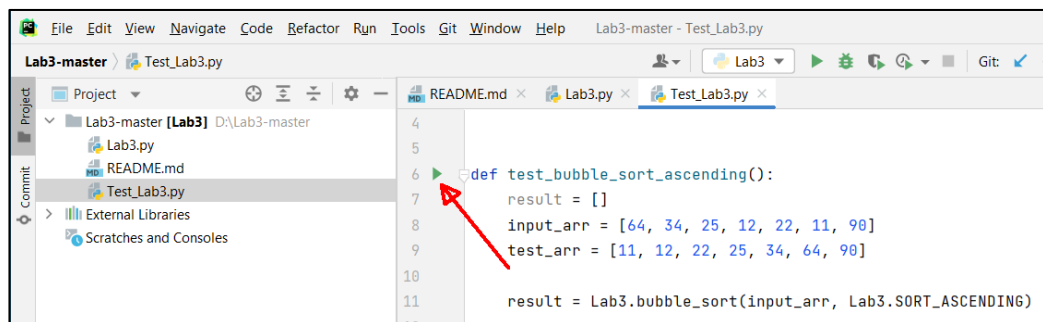 PC File Edit View Navigate Code Refactor Run Tools Git Window Help Lab3-master - Test_Lab3.py
Lab3-master Test_Lab3.py Lab3 Git:
Project
Commit
Project
Lab3-master [Lab3] D:\Lab3-master
Lab3.py
MD README.md
Test_Lab3.py
External Libraries
Scratches and Consoles
MD README.md Lab3.py Test_Lab3.py
4
5
6 def test_bubble_sort_ascending():
7 result = []
8 input_arr = [64, 34, 25, 12, 22, 11, 90]
9 test_arr = [11, 12, 22, 25, 34, 64, 90]
10
11 result = Lab3.bubble_sort(input_arr, Lab3.SORT_ASCENDING)